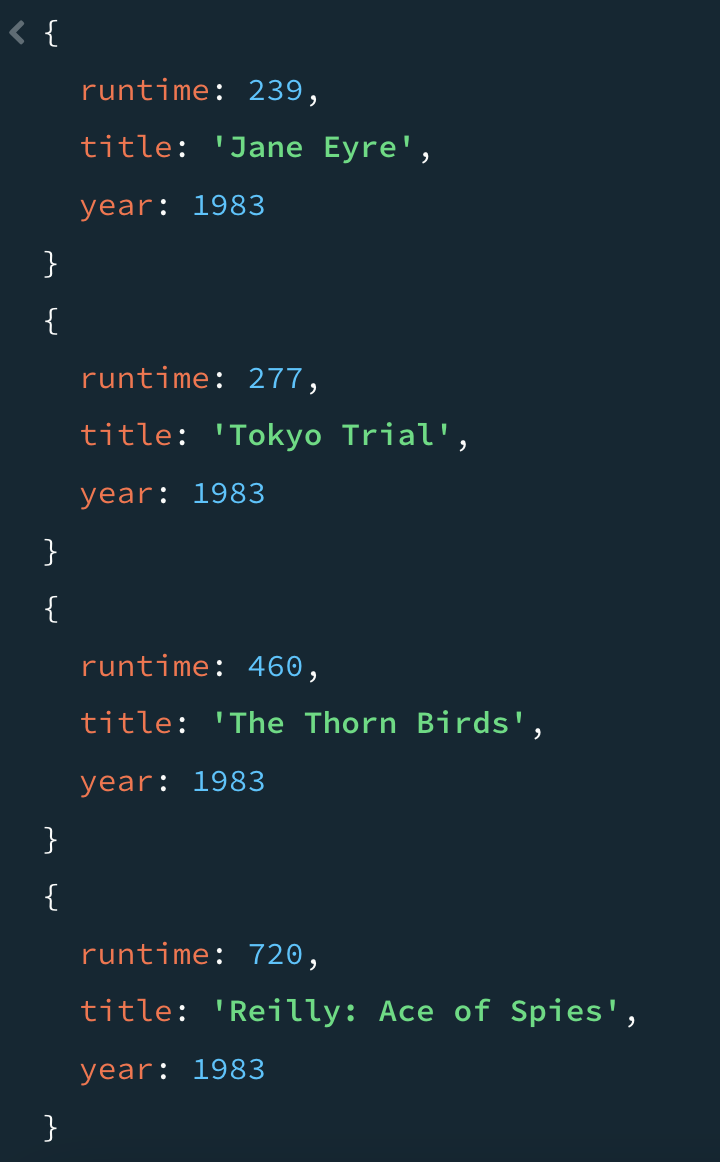 {
runtime: 239,
title: 'Jane Eyre',
year: 1983
}
{
runtime: 277,
title: 'Tokyo Trial',
year: 1983
}
{
runtime: 460,
title: 'The Thorn Birds',
year: 1983
}
{
runtime: 720,
title: 'Reilly: Ace of Spies',
year: 1983
}